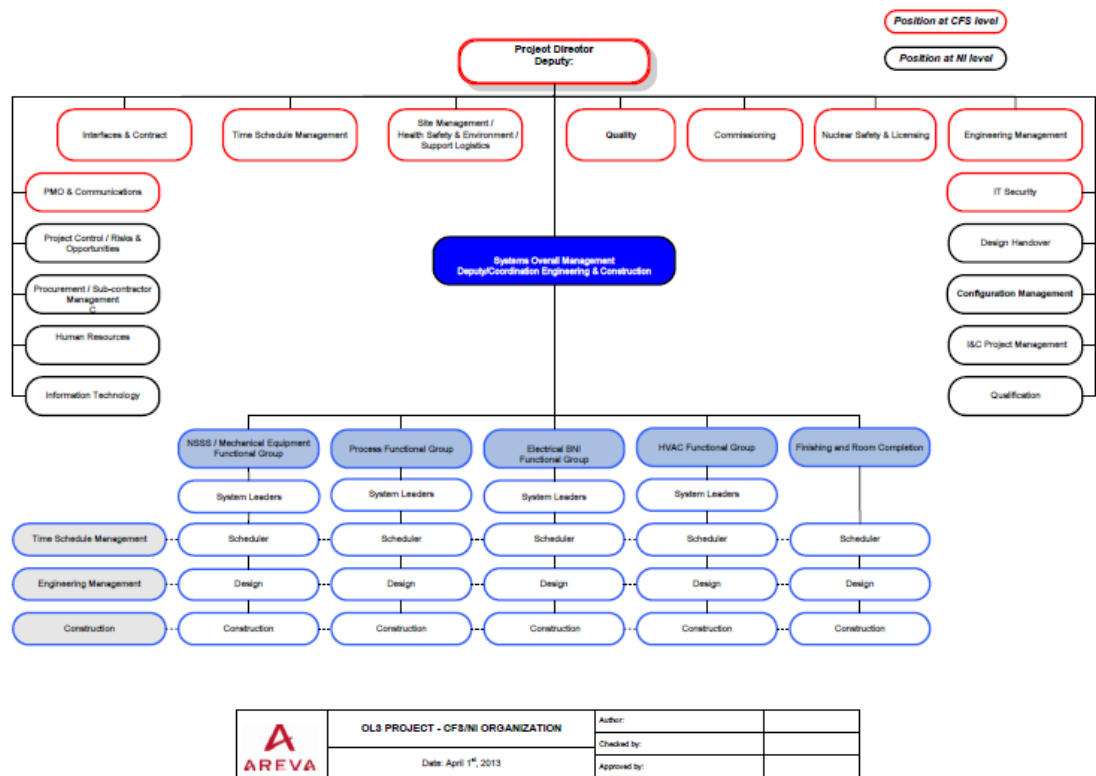 Position at CFS level
Project Director
Deputy:
Position at NI level
Interfaces & Contract
Time Schedule Management
Site Management /
Health Safety & Environment /
Support Logistics
Quality
Commissioning
Nuclear Safety & Licensing
Engineering Management
PMO & Communications
IT Security
Project Control / Risks &
Opportunities
Design Handover
Systems Overall Management
Deputy/Coordination Engineering & Construction
Procurement / Sub-contractor
Management
C
Configuration Management
Human Resources
I&C Project Management
Information Technology
Qualification
NSSS / Mechanical Equipment
Functional Group
Process Functional Group
Electrical BNI
Functional Group
HVAC Functional Group
Finishing and Room Completion
System Leaders
System Leaders
System Leaders
System Leaders
Time Schedule Management
Scheduler
Scheduler
Scheduler
Scheduler
Scheduler
Engineering Management
Design
Design
Design
Design
Design
Construction
Construction
Construction
Construction
Construction
Construction
AREVA
OL3 PROJECT - CFS/NI ORGANIZATION
Date: April 1st, 2013
Author:
Checked by:
Approved by: